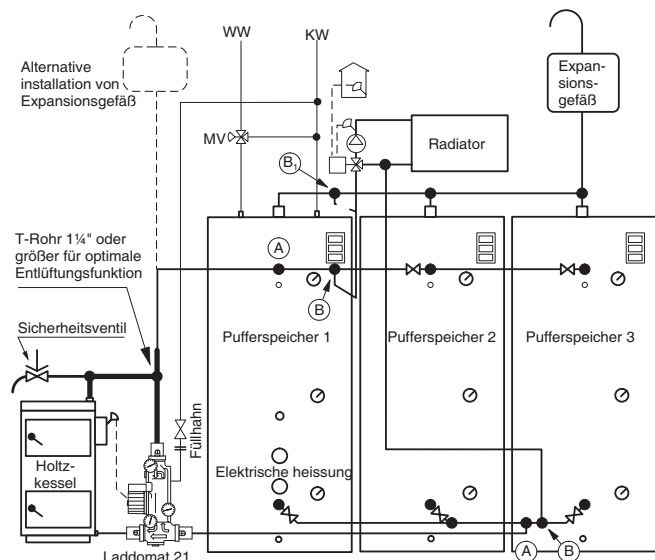 WW
KW
Alternative
installation von
Expansionsgefäß
Expan-
sions-
gefäß
MV
Radiator
B₁
T-Rohr 1¼" oder
größer für optimale
Entlüftungsfunktion
A
B
Sicherheitsventil
Pufferspeicher 1
Pufferspeicher 2
Pufferspeicher 3
Füllhahn
Holtz-
kessel
Elektrische heissung
Laddomat 21
A
B